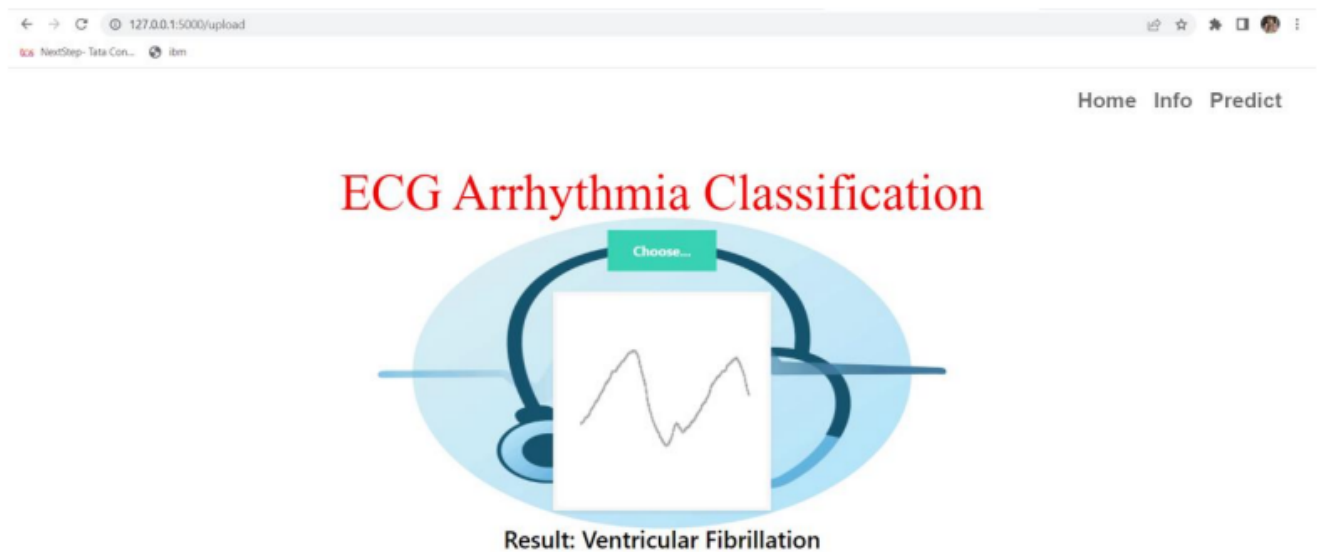 127.0.0.1:5000/upload
tcs NextStep- Tata Con... ibm
Home Info Predict
ECG Arrhythmia Classification
Choose...
Result: Ventricular Fibrillation